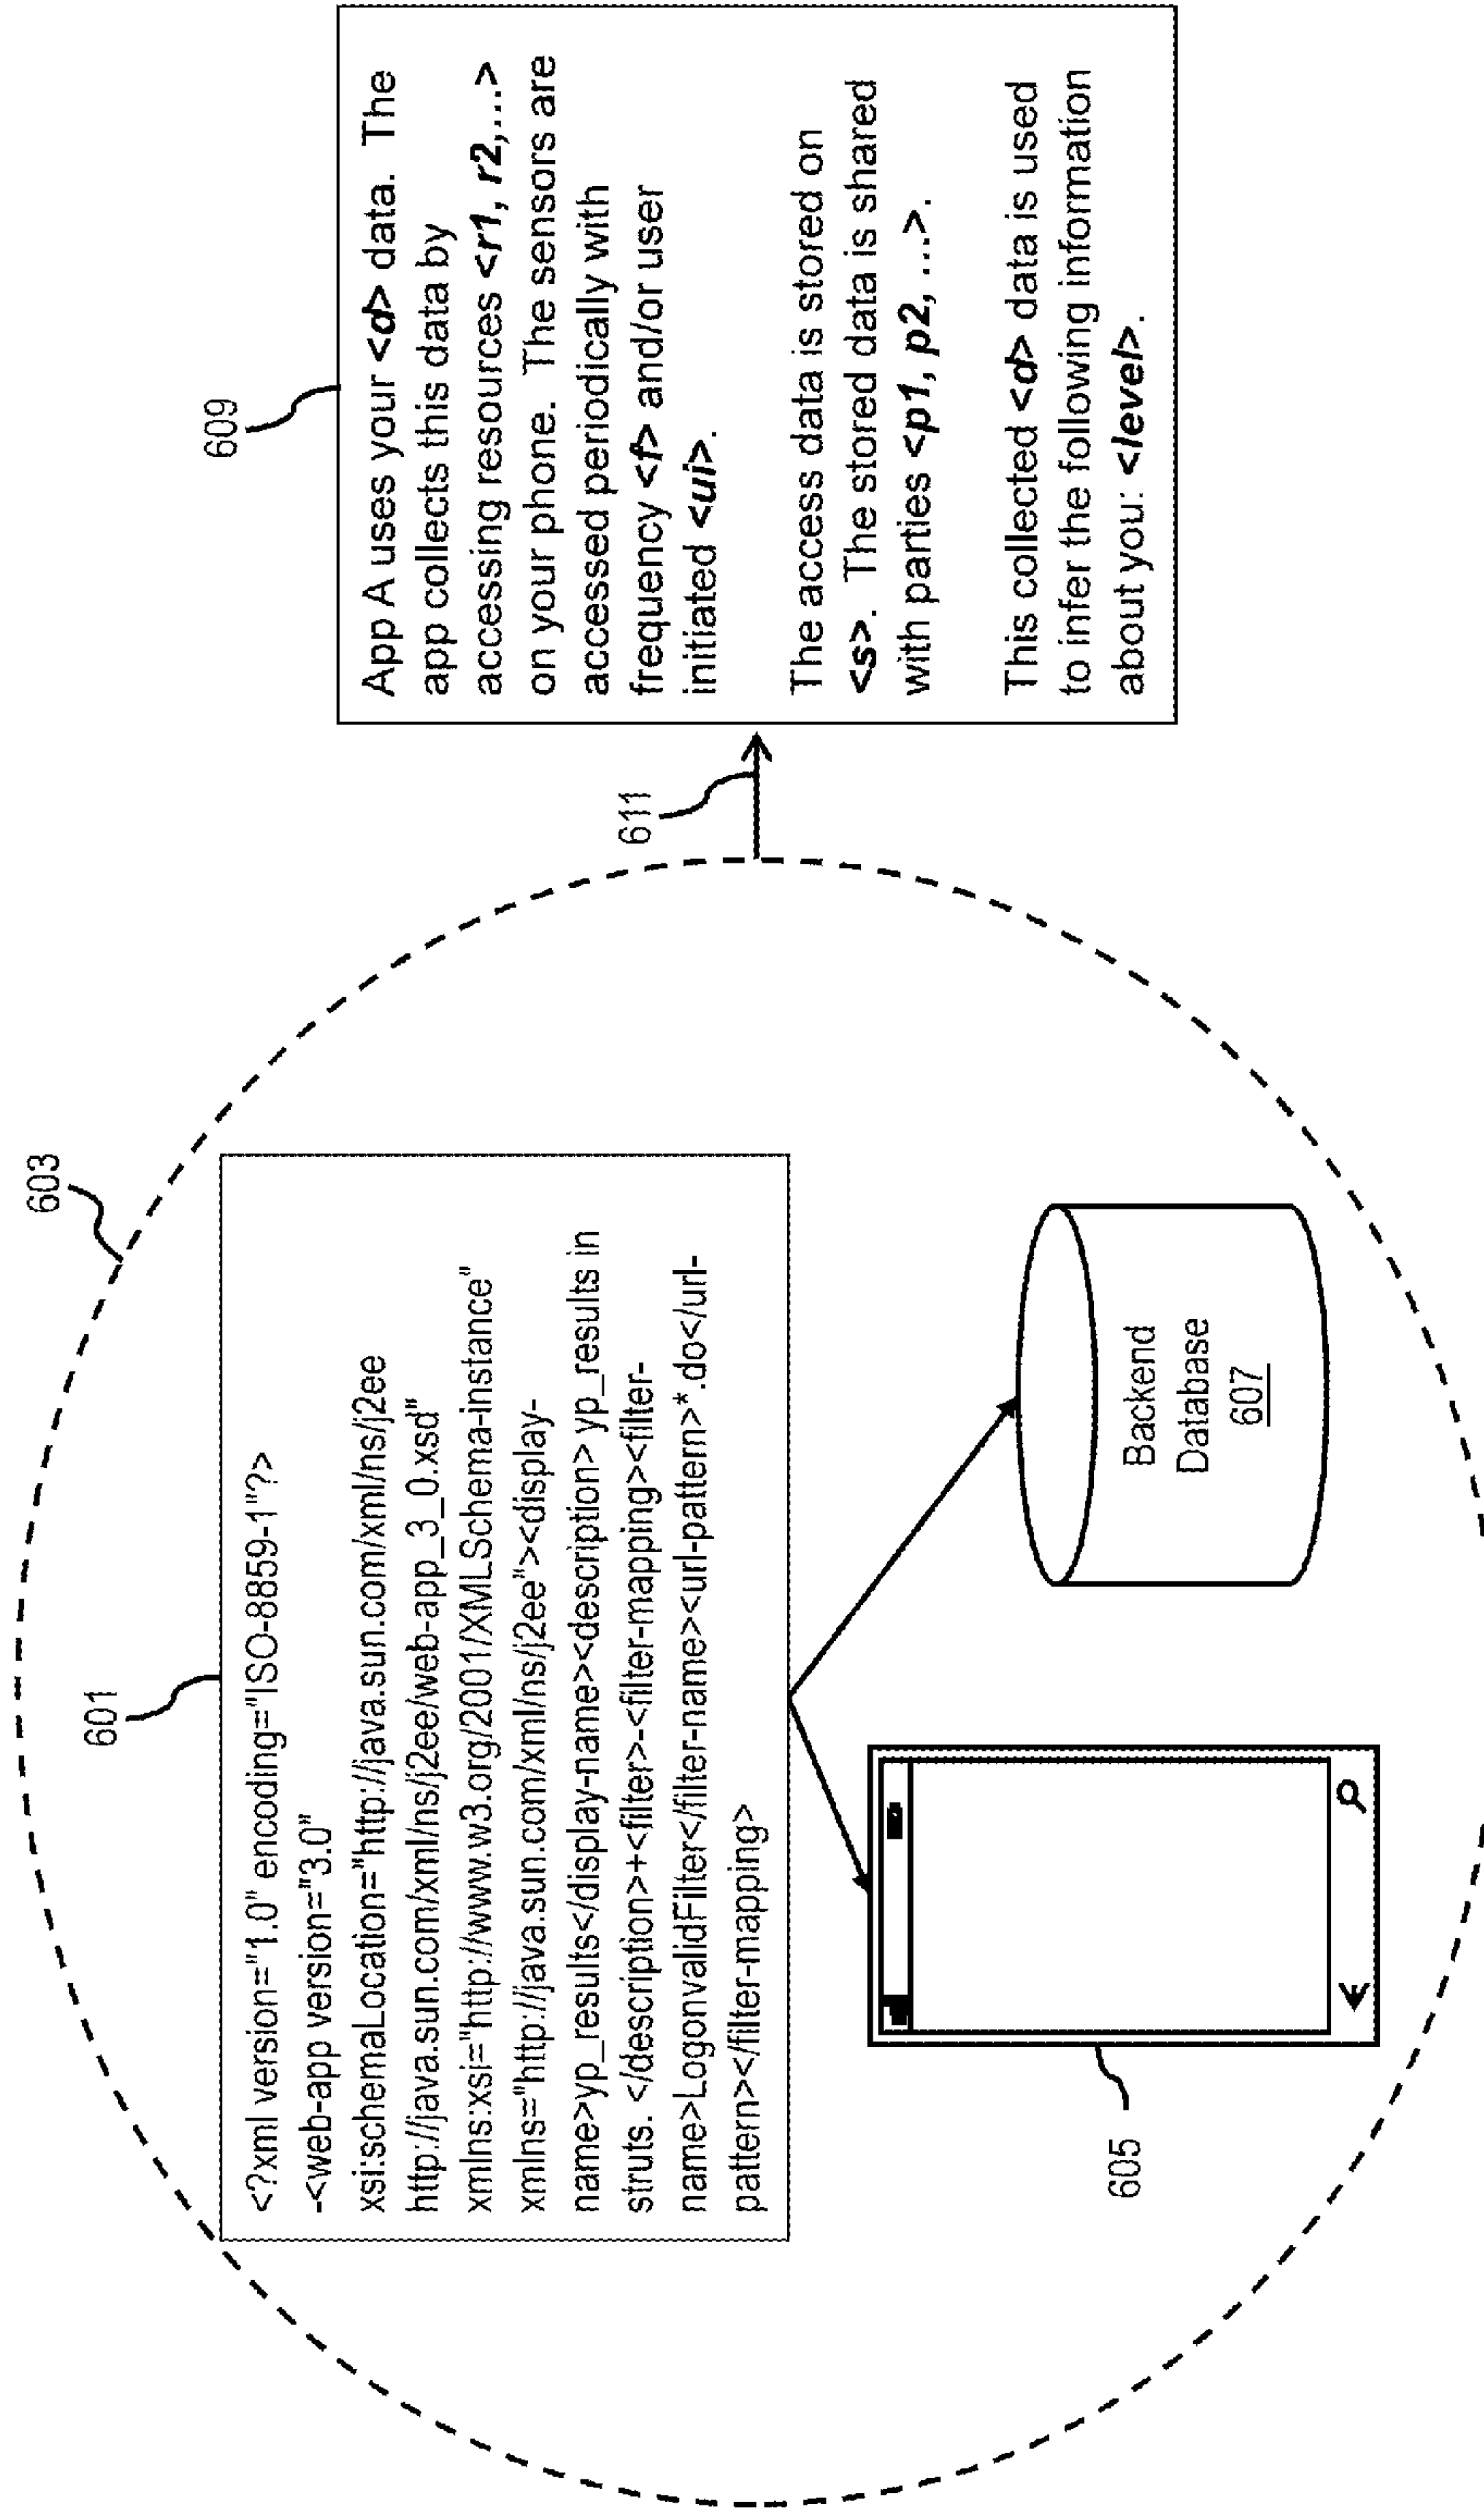 603
601
<?xml version="1.0" encoding="ISO-8859-1"?>
-<web-app version="3.0"
xsi:schemaLocation="http://java.sun.com/xml/ns/j2ee
http://java.sun.com/xml/ns/j2ee/web-app_3_0.xsd"
xmlns:xsi="http://www.w3.org/2001/XMLSchema-instance"
xmlns="http://java.sun.com/xml/ns/j2ee"><display-
name>yp_results</display-name><description>yp_results in
struts. </description>+<filter>-<filter-mapping><filter-
name>LogonvalidFilter</filter-name><url-pattern>*.do</url-
pattern></filter-mapping>
605
Backend
Database
607
611
609
App A uses your <d> data. The
app collects this data by
accessing resources <r1, r2,...>
on your phone. The sensors are
accessed periodically with
frequency <f> and/or user
initiated <ui>.
The access data is stored on
<s>. The stored data is shared
with parties <p1, p2, ...>.
This collected <d> data is used
to infer the following information
about you: <level>.